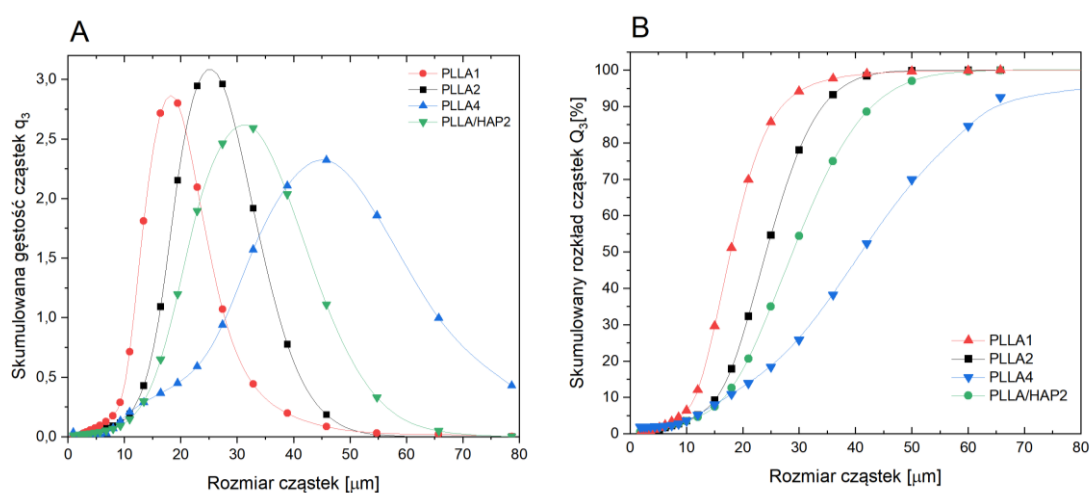 A
Skumulowana gęstość cząstek q3
3,0
2,5
2,0
1,5
1,0
0,5
0,0
0 10 20 30 40 50 60 70 80
Rozmiar cząstek [μm]
PLLA1
PLLA2
PLLA4
PLLA/HAP2
B
Skumulowany rozkład cząstek Q3[%]
100
90
80
70
60
50
40
30
20
10
0
0 10 20 30 40 50 60 70 80
Rozmiar cząstek [μm]
PLLA1
PLLA2
PLLA4
PLLA/HAP2